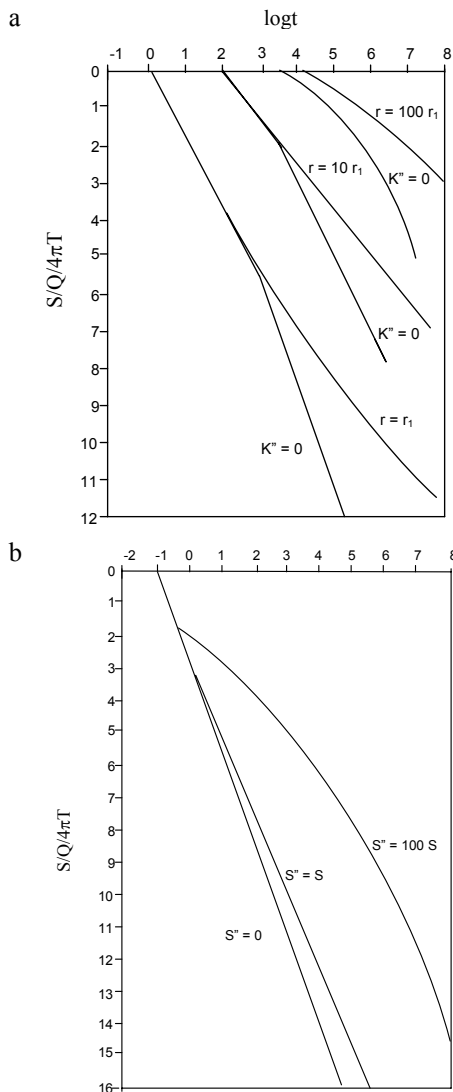 a
logt
-1 0 1 2 3 4 5 6 7 8
0
1
2
3
4
5
6
7
8
9
10
11
12
S/Q/4πT
r = 100 r₁
K” = 0
r = 10 r₁
K” = 0
r = r₁
K” = 0
b
-2 -1 0 1 2 3 4 5 6 7 8
0
1
2
3
4
5
6
7
8
9
10
11
12
13
14
15
16
S/Q/4πT
S” = 100 S
S” = S
S” = 0